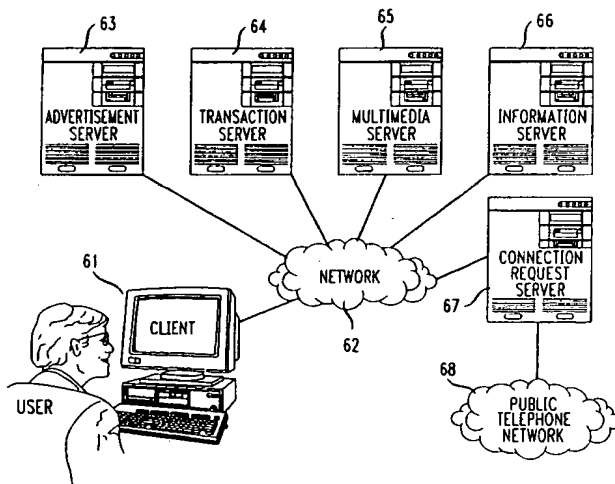 63
64
65
66
ADVERTISEMENT
SERVER
TRANSACTION
SERVER
MULTIMEDIA
SERVER
INFORMATION
SERVER
61
CLIENT
NETWORK
62
CONNECTION
REQUEST
SERVER
67
USER
68
PUBLIC
TELEPHONE
NETWORK